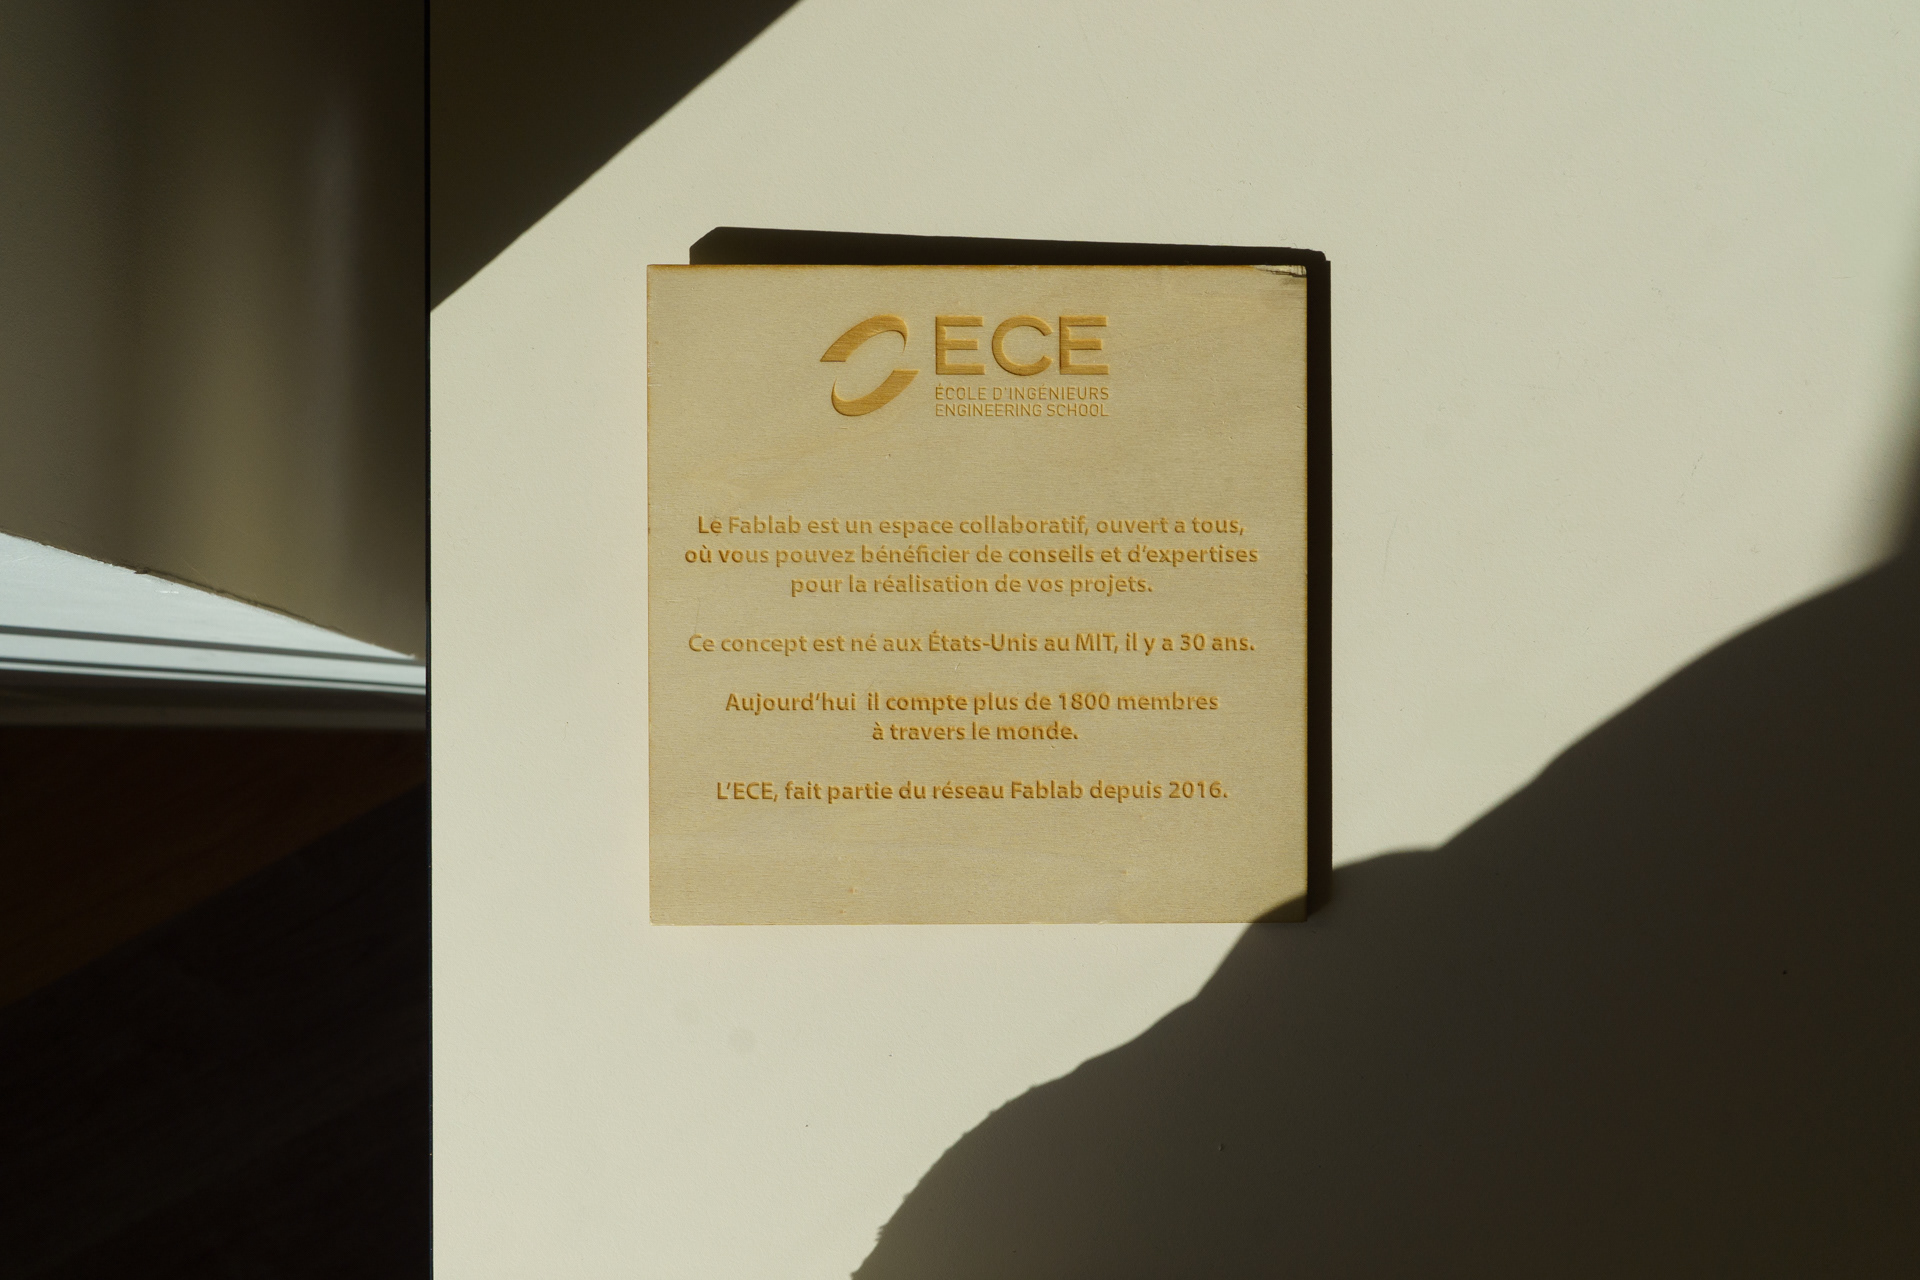 ECE
ÉCOLE D'INGÉNIEURS
ENGINEERING SCHOOL
Le Fablab est un espace collaboratif, ouvert a tous,
où vous pouvez bénéficier de conseils et d'expertises
pour la réalisation de vos projets.
Ce concept est né aux États-Unis au MIT, il y a 30 ans.
Aujourd'hui il compte plus de 1800 membres
à travers le monde.
L'ECE, fait partie du réseau Fablab depuis 2016.